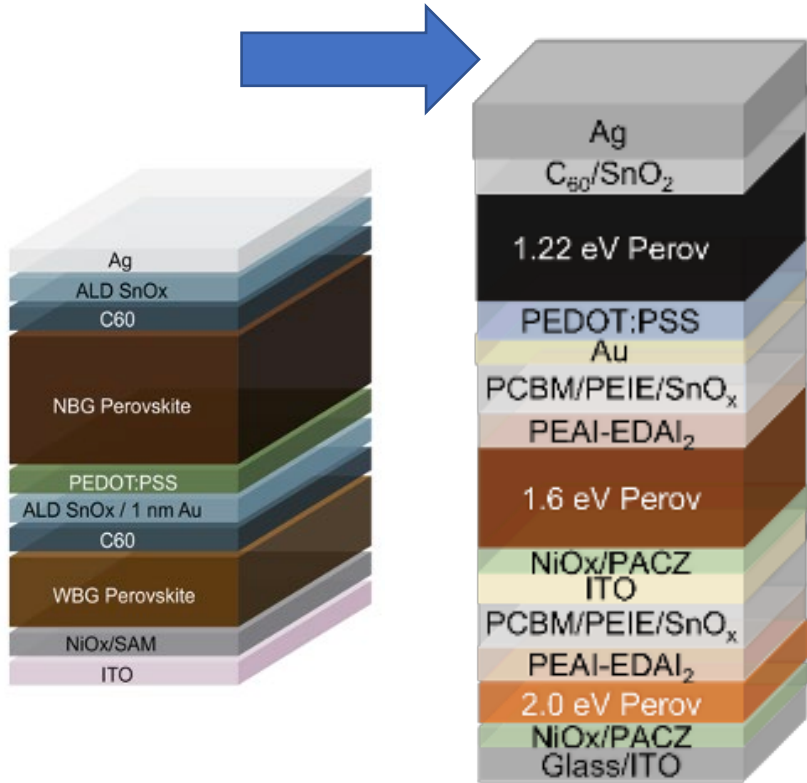 Ag
ALD SnOx
C60
NBG Perovskite
PEDOT:PSS
ALD SnOx / 1 nm Au
C60
WBG Perovskite
NiOx/SAM
ITO
Ag
C₆₀/SnO₂
1.22 eV Perov
PEDOT:PSS
Au
PCBM/PEIE/SnOₓ
PEAI-EDAI₂
1.6 eV Perov
NiOx/PACZ
ITO
PCBM/PEIE/SnOₓ
PEAI-EDAI₂
2.0 eV Perov
NiOx/PACZ
Glass/ITO